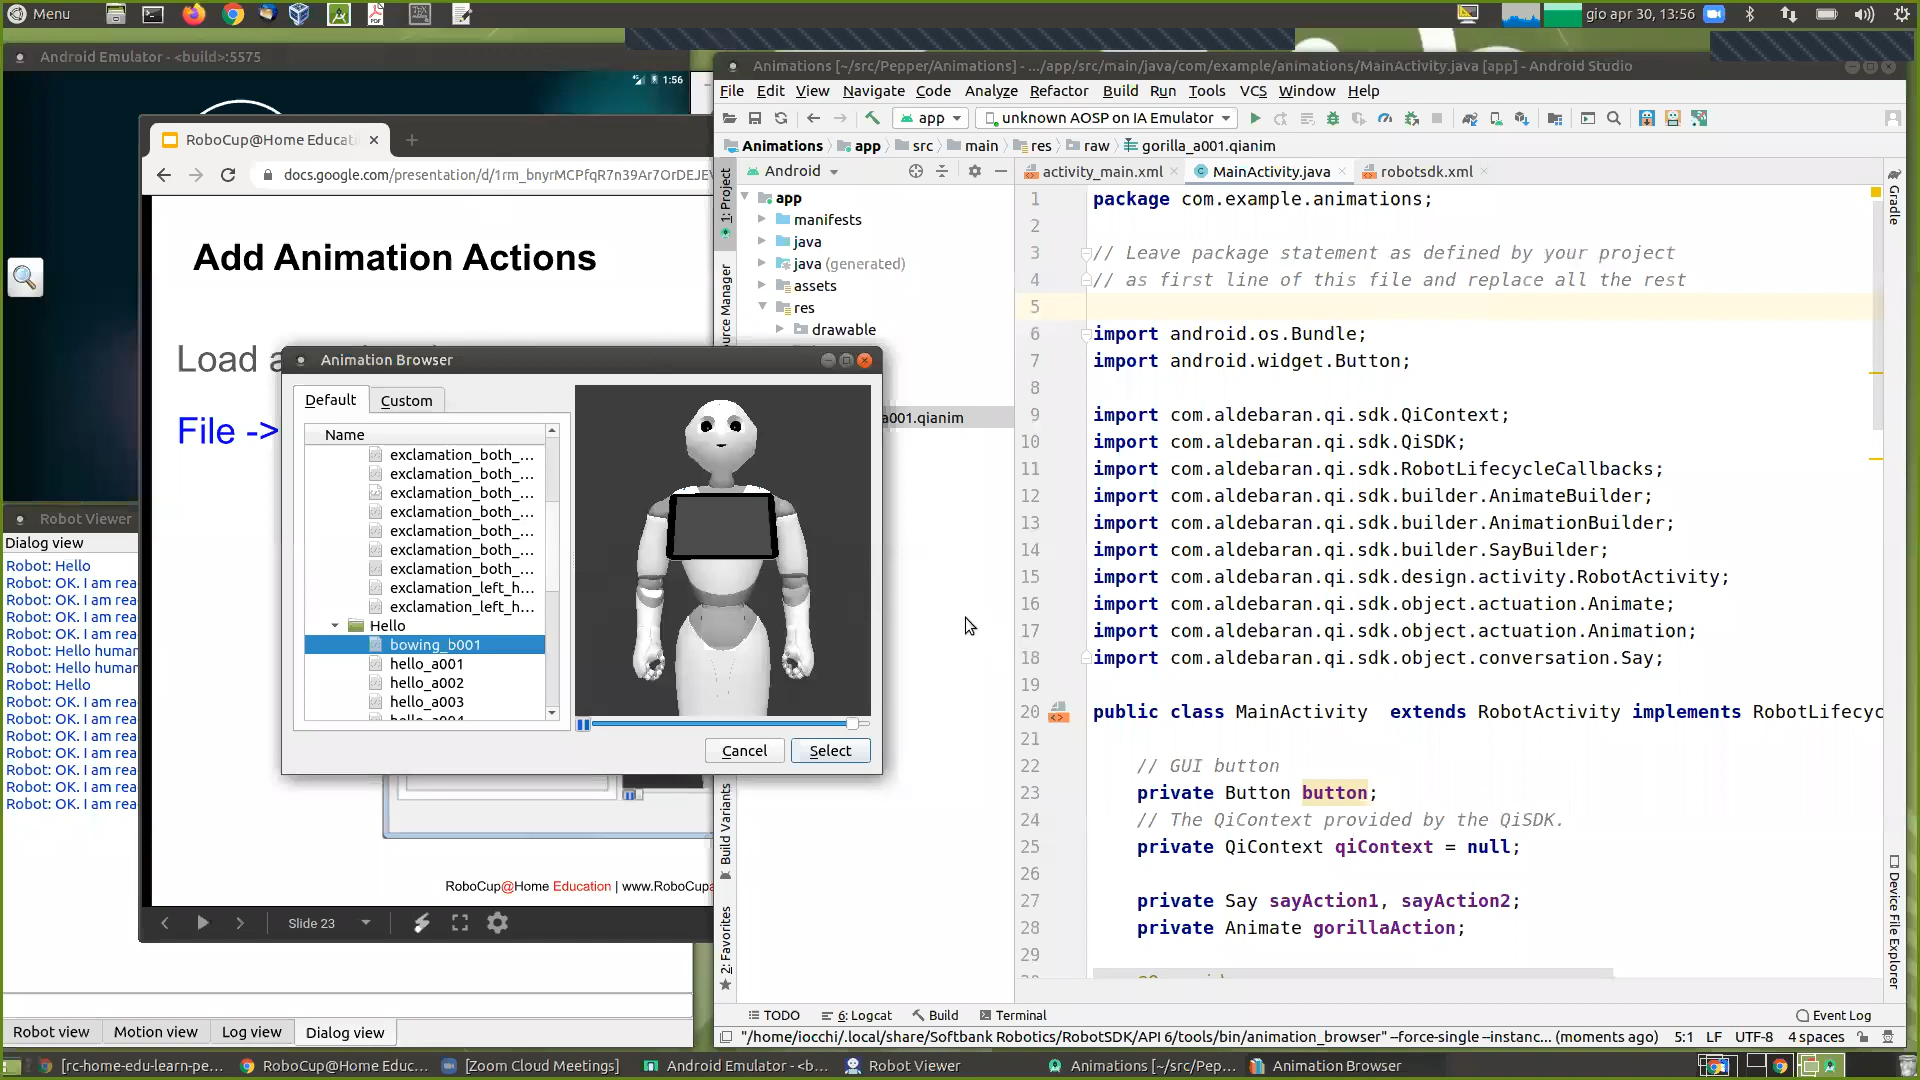 Menu
gio apr 30, 13:56
Android Emulator - <build>:5575
1:56
RoboCup@Home Educati
docs.google.com/presentation/d/1rm_bnyrMCPfqR7n39Ar7OrDEJEV
Add Animation Actions
Load a
File ->
RoboCup@Home Education | www.RoboCup
Slide 23
Robot Viewer
Dialog view
Robot: Hello
Robot: OK. I am rea
Robot: OK. I am rea
Robot: OK. I am rea
Robot: OK. I am rea
Robot: Hello human
Robot: Hello human
Robot: Hello
Robot: OK. I am rea
Robot: OK. I am rea
Robot: OK. I am rea
Robot: OK. I am rea
Robot: OK. I am rea
Robot: OK. I am rea
Robot: OK. I am rea
Robot view
Motion view
Log view
Dialog view
Animation Browser
Default
Custom
Name
exclamation_both_...
exclamation_both_...
exclamation_both_...
exclamation_both_...
exclamation_both_...
exclamation_both_...
exclamation_both_...
exclamation_left_h...
exclamation_left_h...
Hello
bowing_b001
hello_a001
hello_a002
hello_a003
hello_a004
Cancel
Select
Animations [~/src/Pepper/Animations] - .../app/src/main/java/com/example/animations/MainActivity.java [app] - Android Studio
File Edit View Navigate Code Analyze Refactor Build Run Tools VCS Window Help
app
unknown AOSP on IA Emulator
Animations app src main res raw gorilla_a001.qianim
1: Project
Build Variants
2: Favorites
Android
app
manifests
java
java (generated)
assets
res
drawable
a001.qianim
activity_main.xml
MainActivity.java
robotsdk.xml
1 package com.example.animations;
2
3 // Leave package statement as defined by your project
4 // as first line of this file and replace all the rest
5
6 import android.os.Bundle;
7 import android.widget.Button;
8
9 import com.aldebaran.qi.sdk.QiContext;
10 import com.aldebaran.qi.sdk.QiSDK;
11 import com.aldebaran.qi.sdk.RobotLifecycleCallbacks;
12 import com.aldebaran.qi.sdk.builder.AnimateBuilder;
13 import com.aldebaran.qi.sdk.builder.AnimationBuilder;
14 import com.aldebaran.qi.sdk.builder.SayBuilder;
15 import com.aldebaran.qi.sdk.design.activity.RobotActivity;
16 import com.aldebaran.qi.sdk.object.actuation.Animate;
17 import com.aldebaran.qi.sdk.object.actuation.Animation;
18 import com.aldebaran.qi.sdk.object.conversation.Say;
19
20 public class MainActivity extends RobotActivity implements RobotLifecyc
21
22 // GUI button
23 private Button button;
24 // The QiContext provided by the QiSDK.
25 private QiContext qiContext = null;
26
27 private Say sayAction1, sayAction2;
28 private Animate gorillaAction;
29
Gradle
Device File Explorer
TODO
6: Logcat
Build
Terminal
Event Log
"/home/iocchi/.local/share/Softbank Robotics/RobotSDK/API 6/tools/bin/animation_browser" --force-single --instanc... (moments ago)
5:1 LF UTF-8 4 spaces
[rc-home-edu-learn-pe...
RoboCup@Home Educ...
[Zoom Cloud Meetings]
Android Emulator - <b...
Robot Viewer
Animations [~/src/Pep...
Animation Browser